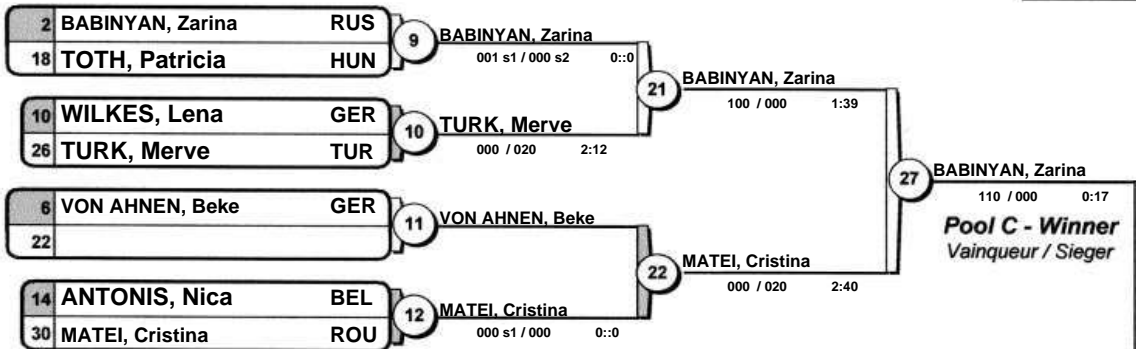 2 BABINYAN, Zarina RUS
18 TOTH, Patricia HUN
9 BABINYAN, Zarina
001 s1 / 000 s2 0::0
10 WILKES, Lena GER
26 TURK, Merve TUR
10 TURK, Merve
000 / 020 2:12
21 BABINYAN, Zarina
100 / 000 1:39
6 VON AHNEN, Beke GER
22
11 VON AHNEN, Beke
14 ANTONIS, Nica BEL
30 MATEI, Cristina ROU
12 MATEI, Cristina
000 s1 / 000 0::0
22 MATEI, Cristina
000 / 020 2:40
27 BABINYAN, Zarina
110 / 000 0:17
Pool C - Winner
Vainqueur / Sieger